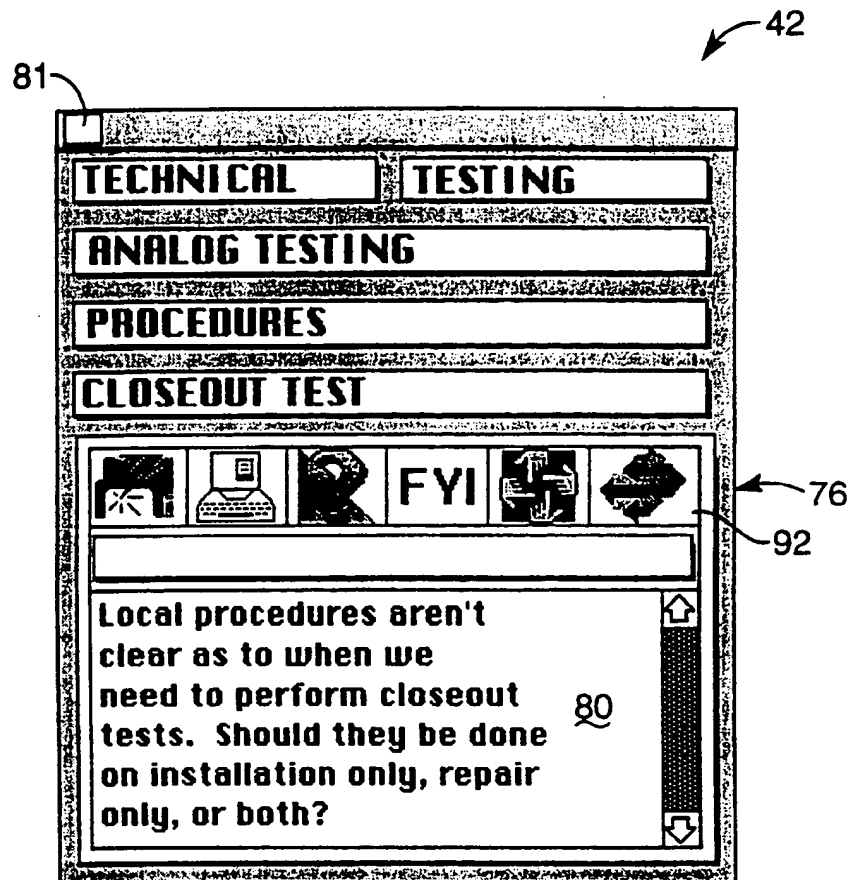 42
81
TECHNICAL TESTING
ANALOG TESTING
PROCEDURES
CLOSEOUT TEST
FYI
76
92
Local procedures aren't
clear as to when we
need to perform closeout
tests. Should they be done
on installation only, repair
only, or both?
80